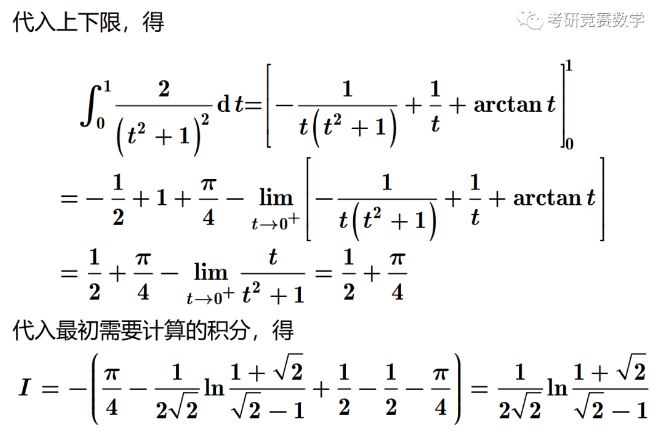 代入上下限，得
考研竞赛数学
$\int_0^1 \frac{2}{\left(t^2+1\right)^2} \mathrm{d}t = \left[ -\frac{1}{t\left(t^2+1\right)} + \frac{1}{t} + \arctan t \right]_0^1$
$= -\frac{1}{2} + 1 + \frac{\pi}{4} - \lim_{t \to 0^+} \left[ -\frac{1}{t\left(t^2+1\right)} + \frac{1}{t} + \arctan t \right]$
$= \frac{1}{2} + \frac{\pi}{4} - \lim_{t \to 0^+} \frac{t}{t^2+1} = \frac{1}{2} + \frac{\pi}{4}$
代入最初需要计算的积分，得
$I = -\left( \frac{\pi}{4} - \frac{1}{2\sqrt{2}} \ln \frac{1+\sqrt{2}}{\sqrt{2}-1} + \frac{1}{2} - \frac{1}{2} - \frac{\pi}{4} \right) = \frac{1}{2\sqrt{2}} \ln \frac{1+\sqrt{2}}{\sqrt{2}-1}$